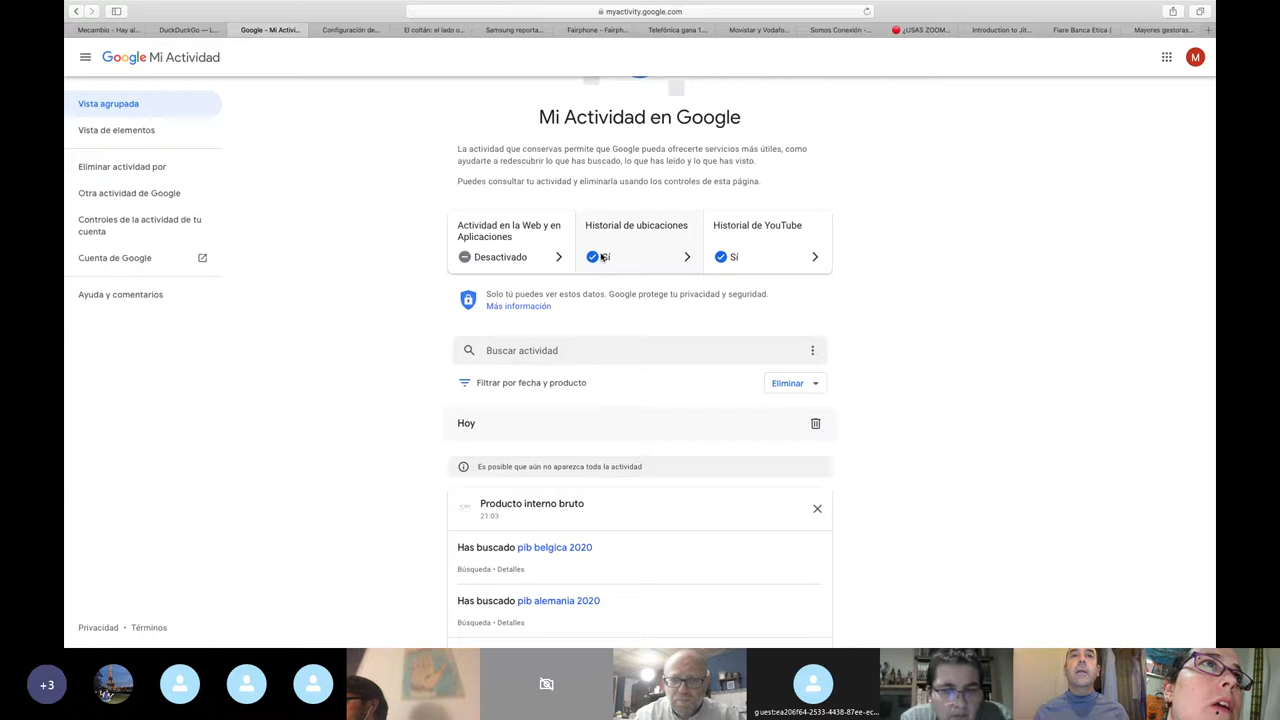 myactivity.google.com
Mecambio - Hay al...
DuckDuckGo — L...
Google - Mi Activi...
Configuración de...
El coltán: el lado o...
Samsung reporta...
Fairphone - Fairph...
Telefónica gana 1....
Movistar y Vodafo...
Somos Conexión -...
¿USAS ZOOM...
Introduction to Jit...
Fiare Banca Etica |
Mayores gestoras...
Google Mi Actividad
M
Vista agrupada
Vista de elementos
Eliminar actividad por
Otra actividad de Google
Controles de la actividad de tu
cuenta
Cuenta de Google
Ayuda y comentarios
Privacidad • Términos
Mi Actividad en Google
La actividad que conservas permite que Google pueda ofrecerte servicios más útiles, como
ayudarte a redescubrir lo que has buscado, lo que has leído y lo que has visto.
Puedes consultar tu actividad y eliminarla usando los controles de esta página.
Actividad en la Web y en
Aplicaciones
Desactivado
Historial de ubicaciones
Sí
Historial de YouTube
Sí
Solo tú puedes ver estos datos. Google protege tu privacidad y seguridad.
Más información
Buscar actividad
Filtrar por fecha y producto
Eliminar
Hoy
Es posible que aún no aparezca toda la actividad
Producto interno bruto
21:03
Has buscado pib belgica 2020
Búsqueda • Detalles
Has buscado pib alemania 2020
Búsqueda • Detalles
+3
guest:ea206f64-2533-4438-87ee-ec...